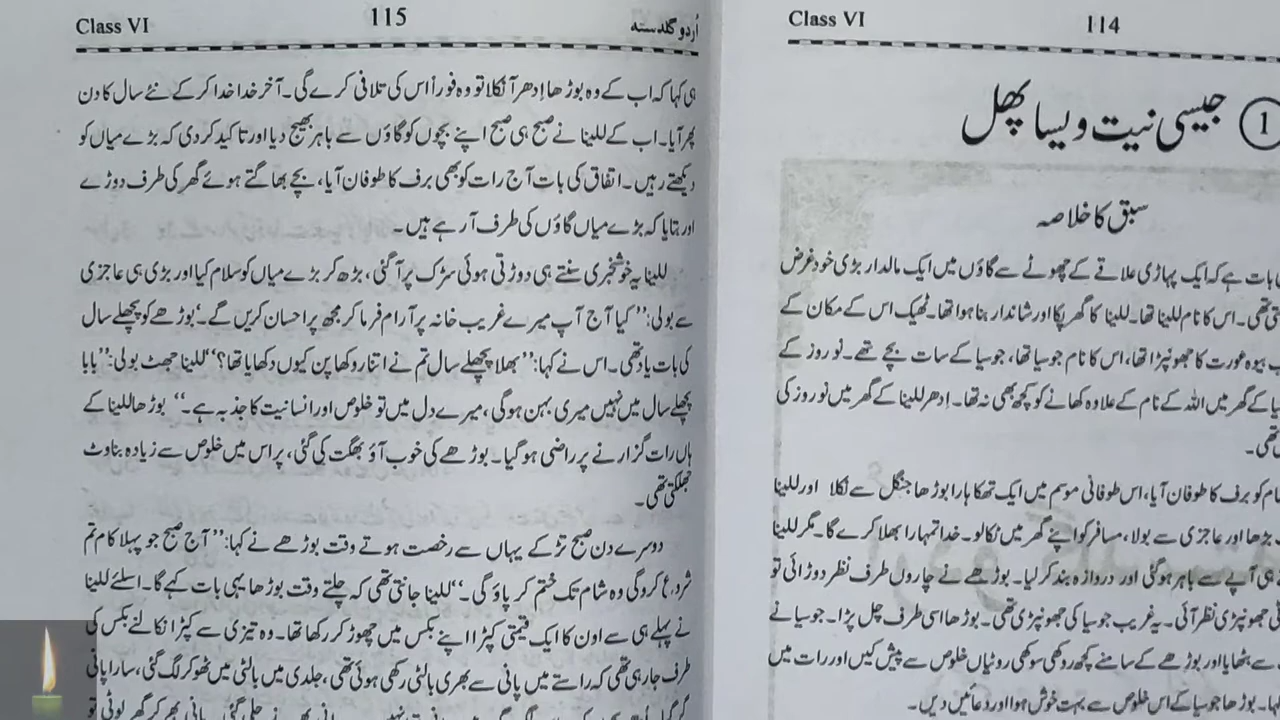 Class VI
114
1 جیسی نیت ویسا پھل
سبق کا خلاصہ
بات ہے کہ ایک پہاڑی علاقے کے چھوٹے سے گاؤں میں ایک مالدار بڑی خود غرض
تھی۔ اس کا نام للینا تھا۔ للینا کا گھر پکا اور شاندار بنا ہوا تھا۔ ٹھیک اس کے مکان کے
بیوہ عورت کا جھونپڑا تھا، اس کا نام جوسیا تھا، جوسیا کے سات بچے تھے۔ نو روز کے
کے گھر میں اللہ کے نام کے علاوہ کھانے کو کچھ بھی نہ تھا۔ اِدھر للینا کے گھر میں نو روز کی
تھی۔
کو برف کا طوفان آیا، اس طوفانی موسم میں ایک تھکا ہارا بوڑھا جنگل سے نکلا اور للینا
بڑھا اور عاجزی سے بولا، مسافر کو اپنے گھر میں نکالو۔ خدا تمہارا بھلا کرے گا۔ مگر للینا
ہی آپے سے باہر ہو گئی اور دروازہ بند کر لیا۔ بوڑھے نے چاروں طرف نظر دوڑائی تو
جھونپڑی نظر آئی۔ یہ غریب جوسیا کی جھونپڑی تھی۔ بوڑھا اسی طرف چل پڑا۔ جوسیا نے
سے بٹھایا اور بوڑھے کے سامنے کچھ روکھی سوکھی روٹیاں خلوص سے پیش کیں اور رات میں
بوڑھا جوسیا کے اس خلوص سے بہت خوش ہوا اور دعائیں دیں۔
Class VI
115
اُردو گلدستہ
ہی کہا کہ اب کے وہ بوڑھا اِدھر آ نکلا تو وہ فوراً اس کی تلافی کرے گی۔ آخر خدا خدا کر کے نئے سال کا دن
پھر آیا۔ اب کے للینا نے صبح ہی صبح اپنے بچوں کو گاؤں سے باہر بھیج دیا اور تاکید کر دی کہ بڑے میاں کو
دیکھتے رہیں۔ اتفاق کی بات آج رات کو بھی برف کا طوفان آیا، بچے بھاگتے ہوئے گھر کی طرف دوڑے
اور بتایا کہ بڑے میاں گاؤں کی طرف آ رہے ہیں۔
للینا یہ خوشخبری سنتے ہی دوڑتی ہوئی سڑک پر آ گئی، بڑھ کر بڑے میاں کو سلام کیا اور بڑی ہی عاجزی
سے بولی: ’’کیا آج آپ میرے غریب خانہ پر آرام فرما کر مجھ پر احسان کریں گے۔‘ بوڑھے کو پچھلے سال
کی بات یاد تھی۔ اس نے کہا: ’’بھلا پچھلے سال تم نے اتنا روکھا پن کیوں دکھایا تھا؟‘‘ للینا جھٹ بولی: ’’بابا
پچھلے سال میں نہیں میری بہن ہوگی، میرے دل میں تو خلوص اور انسانیت کا جذبہ ہے۔‘‘ بوڑھا للینا کے
ہاں رات گزارنے پر راضی ہو گیا۔ بوڑھے کی خوب آؤ بھگت کی گئی، پر اس میں خلوص سے زیادہ بناوٹ
جھلکتی تھی۔
دوسرے دن صبح تڑکے یہاں سے رخصت ہوتے وقت بوڑھے نے کہا: ’’آج صبح جو پہلا کام تم
شروع کرو گی وہ شام تک ختم کر پاؤ گی۔‘‘ للینا جانتی تھی کہ چلتے وقت بوڑھا یہی بات کہے گا۔ اسلئے للینا
نے پہلے ہی سے اون کا ایک قیمتی کپڑا اپنے بکس میں چھوڑ کر رکھا تھا۔ وہ تیزی سے کپڑا نکالنے بکس کی
طرف جا رہی تھی کہ راستے میں پانی سے بھری بالٹی رکھی ہوئی تھی، جلدی میں بالٹی میں ٹھوکر لگ گئی، سارا پانی